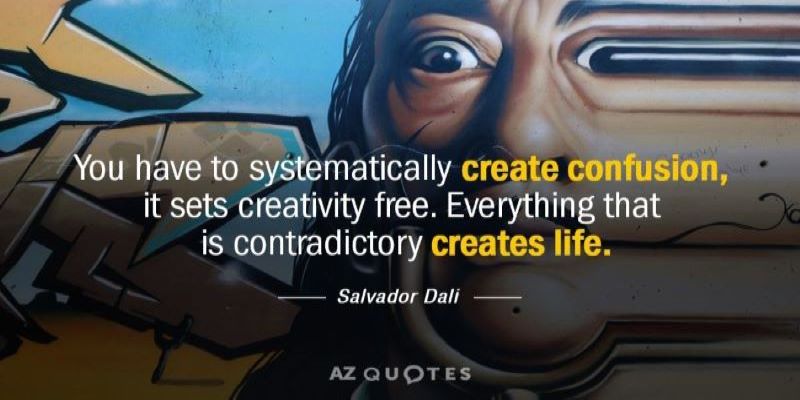 You have to systematically create confusion,
it sets creativity free. Everything that
is contradictory creates life.
Salvador Dali
AZ QUOTES